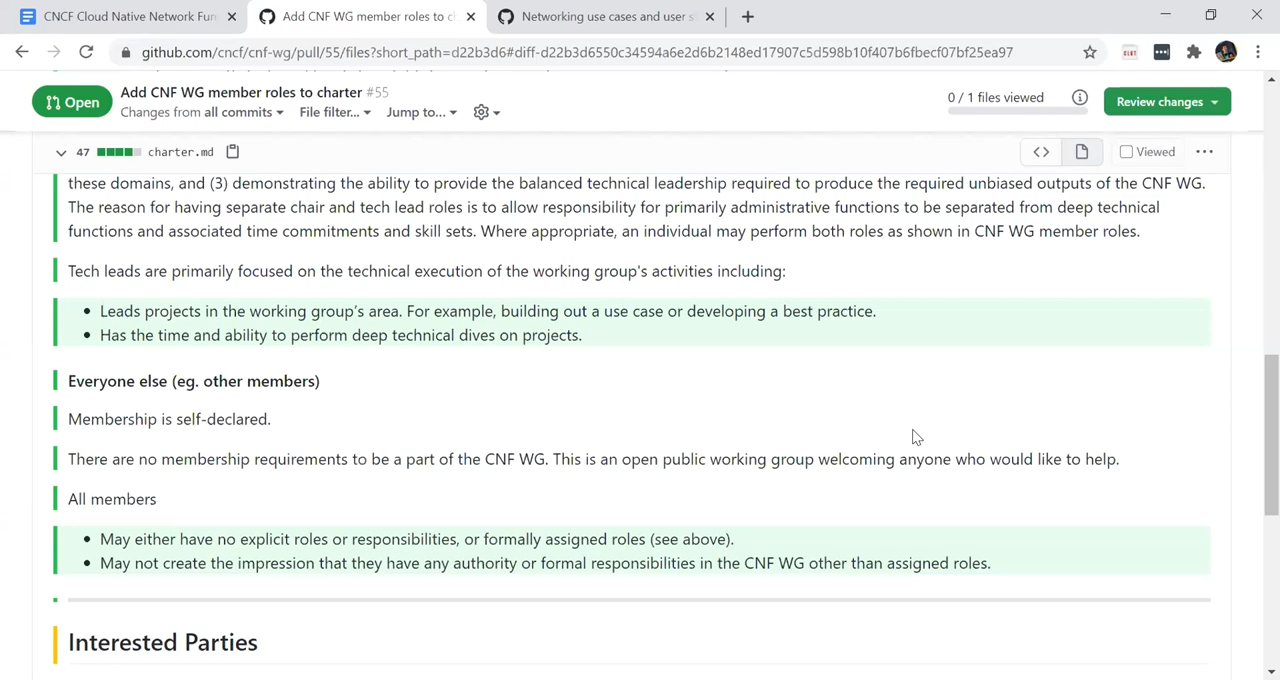 CNCF Cloud Native Network Fun
Add CNF WG member roles to c
Networking use cases and user s
github.com/cncf/cnf-wg/pull/55/files?short_path=d22b3d6#diff-d22b3d6550c34594a6e2d6b2148ed17907c5d598b10f407b6fbecf07bf25ea97
Open
Add CNF WG member roles to charter #55
Changes from all commits
File filter...
Jump to...
0 / 1 files viewed
Review changes
47
charter.md
Viewed
these domains, and (3) demonstrating the ability to provide the balanced technical leadership required to produce the required unbiased outputs of the CNF WG.
The reason for having separate chair and tech lead roles is to allow responsibility for primarily administrative functions to be separated from deep technical
functions and associated time commitments and skill sets. Where appropriate, an individual may perform both roles as shown in CNF WG member roles.
Tech leads are primarily focused on the technical execution of the working group's activities including:
• Leads projects in the working group’s area. For example, building out a use case or developing a best practice.
• Has the time and ability to perform deep technical dives on projects.
Everyone else (eg. other members)
Membership is self-declared.
There are no membership requirements to be a part of the CNF WG. This is an open public working group welcoming anyone who would like to help.
All members
• May either have no explicit roles or responsibilities, or formally assigned roles (see above).
• May not create the impression that they have any authority or formal responsibilities in the CNF WG other than assigned roles.
Interested Parties